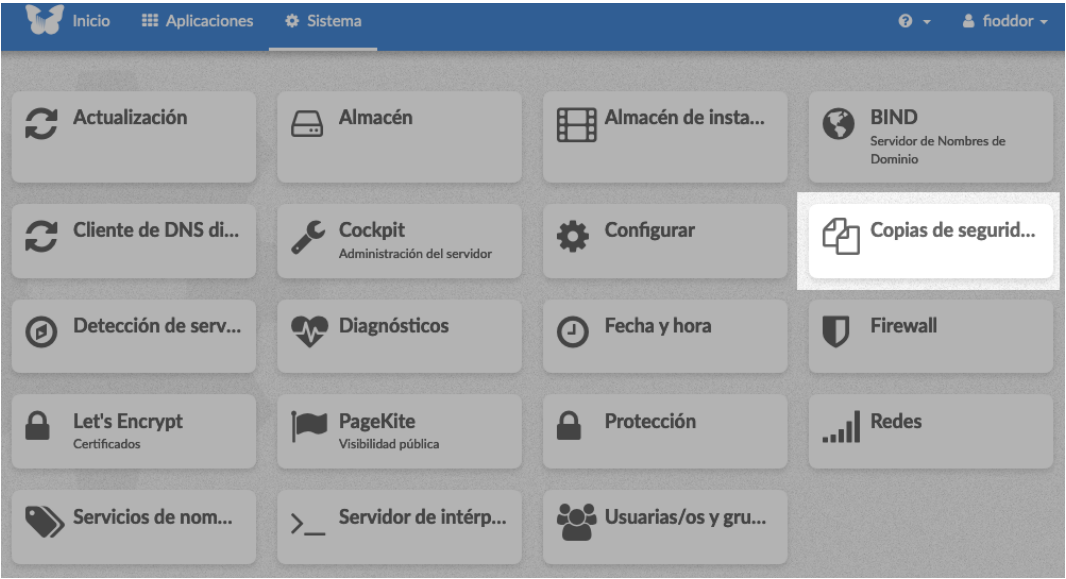 Inicio
Aplicaciones
Sistema
fioddor
Actualización
Almacén
Almacén de insta...
BIND
Servidor de Nombres de
Dominio
Cliente de DNS di...
Cockpit
Administración del servidor
Configurar
Copias de segurid...
Detección de serv...
Diagnósticos
Fecha y hora
Firewall
Let's Encrypt
Certificados
PageKite
Visibilidad pública
Protección
Redes
Servicios de nom...
Servidor de intérp...
Usuarias/os y gru...